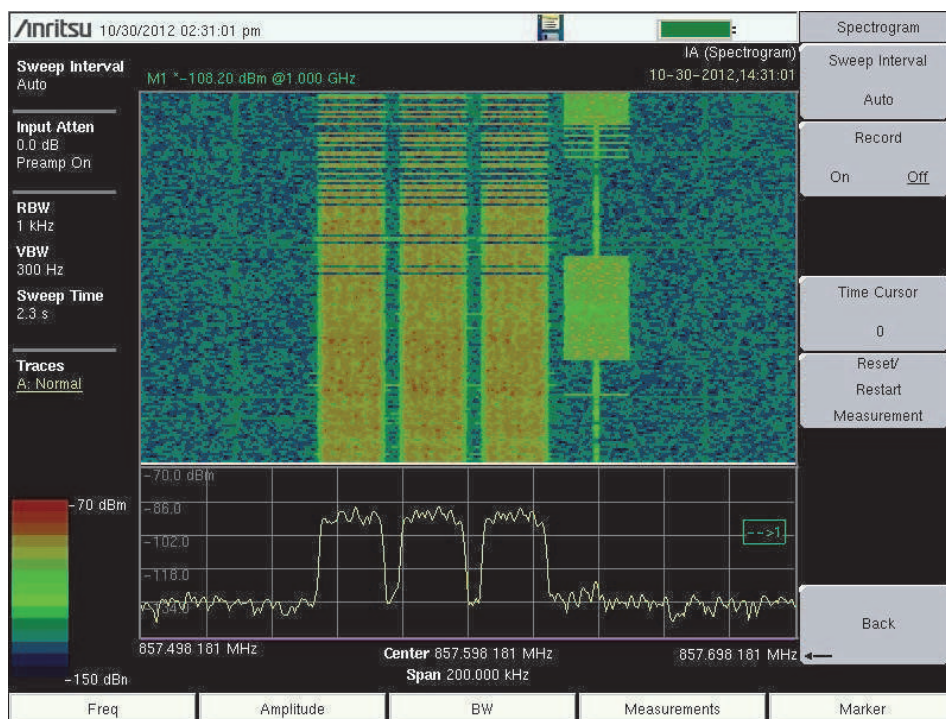 Anritsu 10/30/2012 02:31:01 pm
Spectrogram
IA (Spectrogram)
Sweep Interval
Auto
M1 *-108.20 dBm @1.000 GHz
10-30-2012,14:31:01
Input Atten
0.0 dB
Preamp On
RBW
1 kHz
VBW
300 Hz
Sweep Time
2.3 s
Traces
A: Normal
-70 dBm
-150 dBn
-70.0 dBm
-86.0
-102.0
-118.0
-134.0
-->1
857.498 181 MHz
Center 857.598 181 MHz
857.698 181 MHz
Span 200.000 kHz
Sweep Interval
Auto
Record
On Off
Time Cursor
0
Reset/
Restart
Measurement
Back
Freq
Amplitude
BW
Measurements
Marker